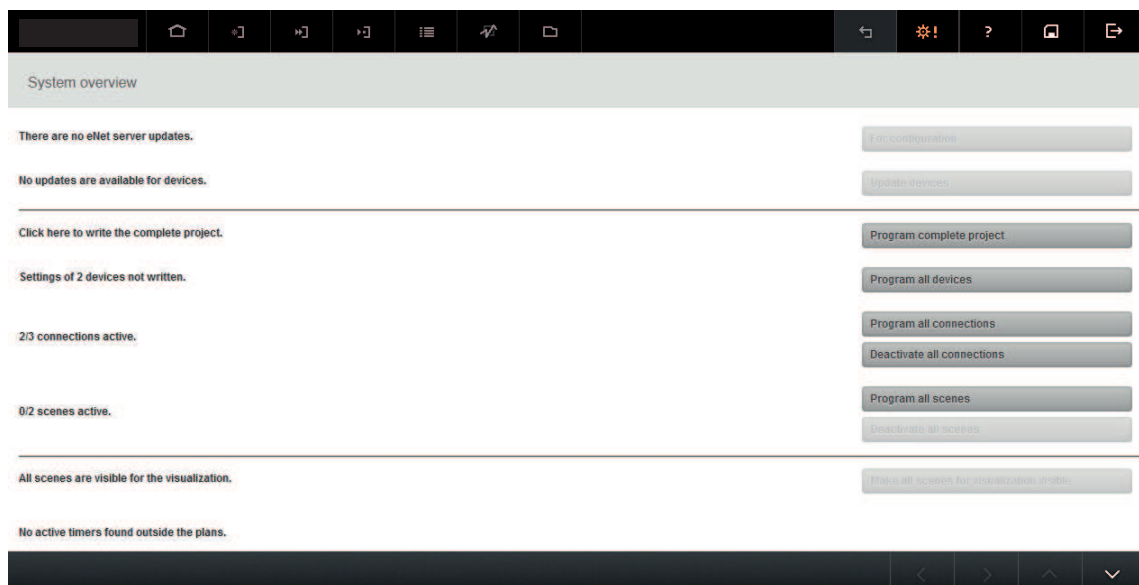 System overview
There are no eNet server updates.
For configuration
No updates are available for devices.
Update devices
Click here to write the complete project.
Program complete project
Settings of 2 devices not written.
Program all devices
2/3 connections active.
Program all connections
Deactivate all connections
0/2 scenes active.
Program all scenes
Deactivate all scenes
All scenes are visible for the visualization.
Make all scenes for visualization visible
No active timers found outside the plans.